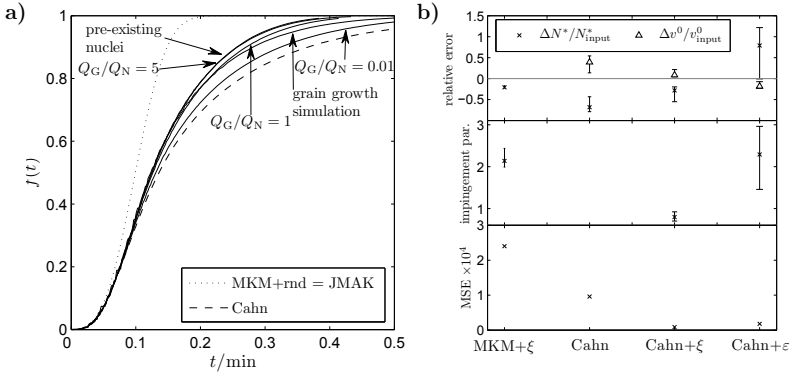 a)
1
0.8
0.6
0.4
0.2
0
f(t)
0
0.1
0.2
0.3
0.4
0.5
t/min
pre-existing
nuclei
Q_G/Q_N = 5
Q_G/Q_N = 0.01
grain growth
simulation
Q_G/Q_N = 1
MKM+rnd = JMAK
Cahn
b)
ΔN*/N*_input
Δv^0/v^0_input
relative error
1.5
1
0.5
0
−0.5
impingement par.
3
2
1
MSE ×10^4
3
2
1
0
MKM+ξ
Cahn
Cahn+ξ
Cahn+ε